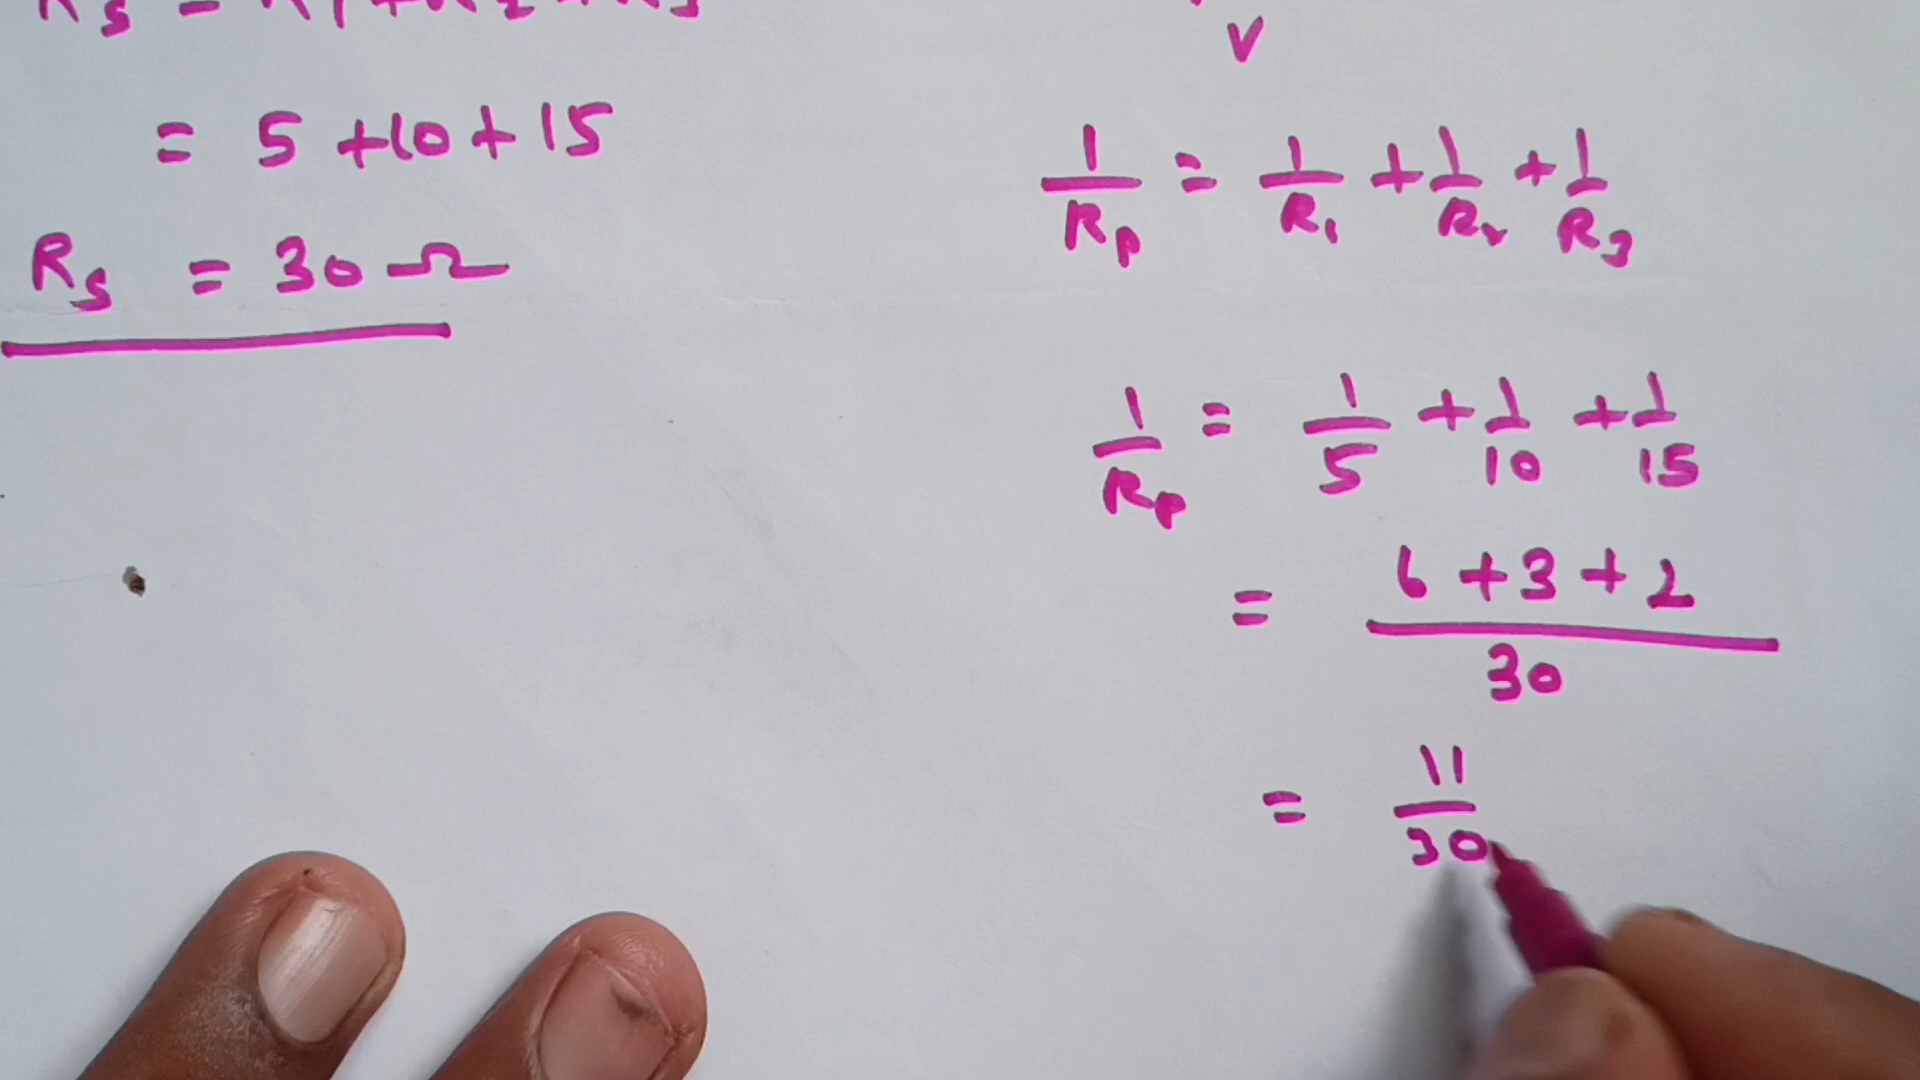 = 5 + 10 + 15
Rs = 30 Ω
V
1/Rp = 1/R1 + 1/R2 + 1/R3
1/Rp = 1/5 + 1/10 + 1/15
= 6 + 3 + 2 / 30
= 11/30